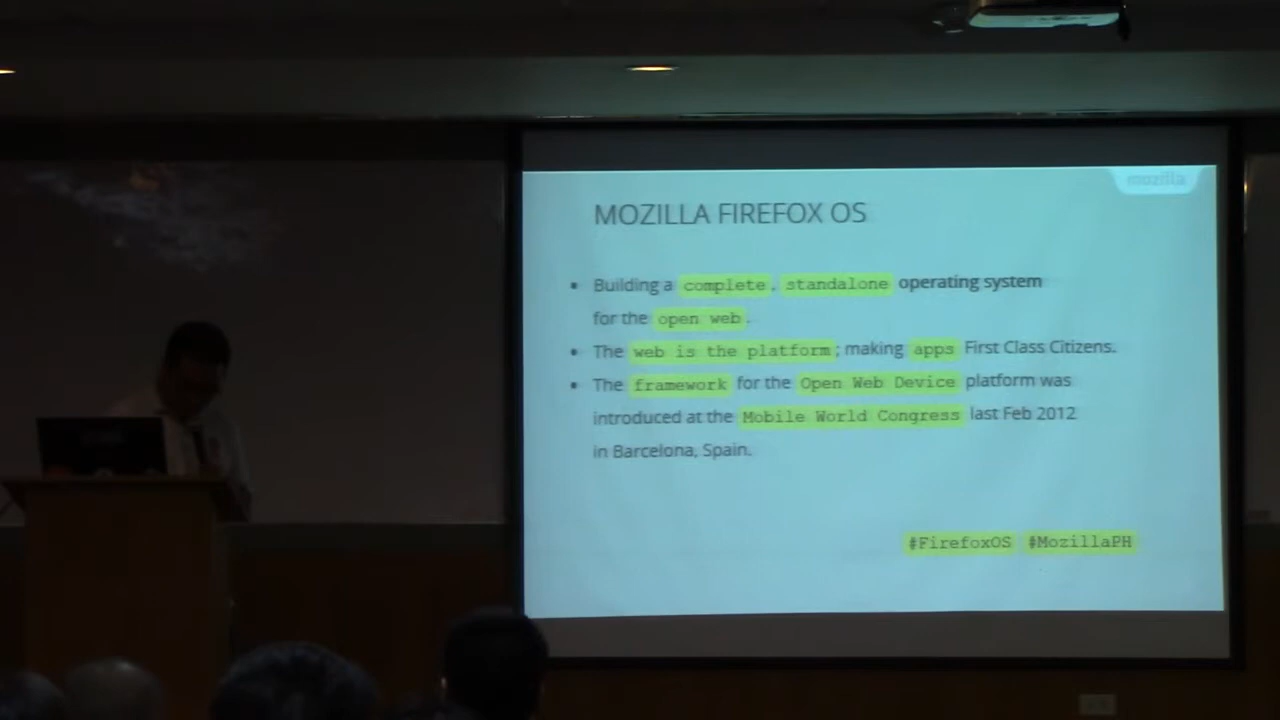 mozilla
MOZILLA FIREFOX OS
• Building a complete, standalone operating system
for the open web.
• The web is the platform; making apps First Class Citizens.
• The framework for the Open Web Device platform was
introduced at the Mobile World Congress last Feb 2012
in Barcelona, Spain.
#FirefoxOS #MozillaPH